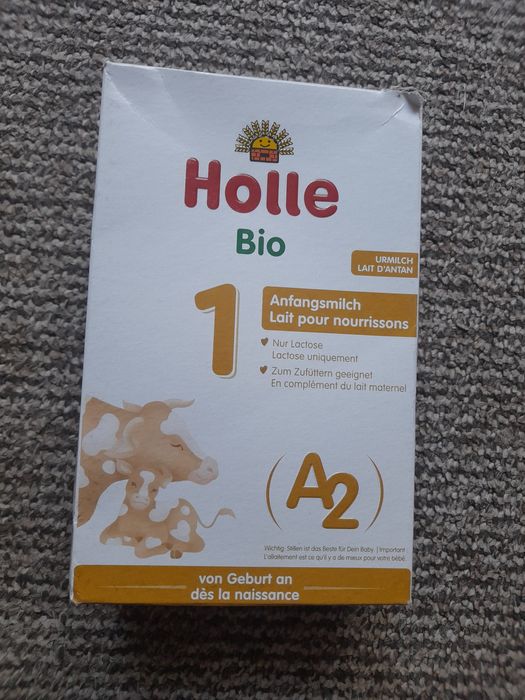 Holle
Bio
URMILCH
LAIT D'ANTAN
1
Anfangsmilch
Lait pour nourrissons
Nur Lactose
Lactose uniquement
Zum Zufüttern geeignet
En complément du lait maternel
A2
Wichtig: Stillen ist das Beste für Dein Baby. | Important :
L'allaitement est ce qu'il y a de mieux pour votre bébé.
von Geburt an
dès la naissance